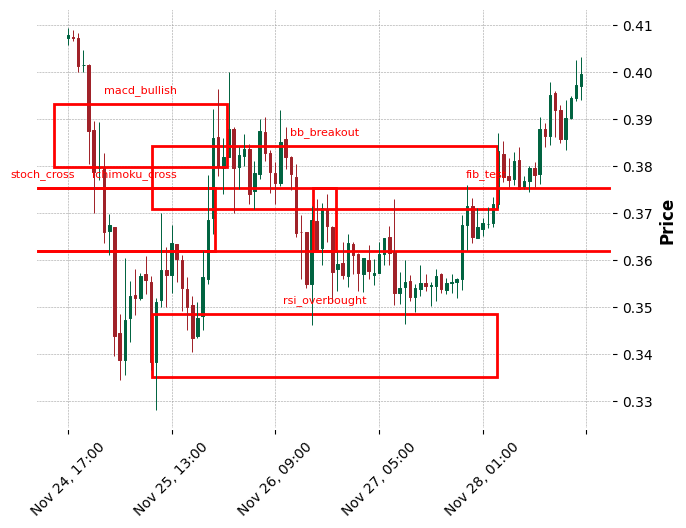 0.41
0.40
macd_bullish
0.39
bb_breakout
0.38
stoch_cross
ichimoku_cross
0.37
Price
0.36
rsi_overbought
0.35
0.34
0.33
Nov 24, 17:00
Nov 25, 13:00
Nov 26, 09:00
Nov 27, 05:00
Nov 28, 01:00